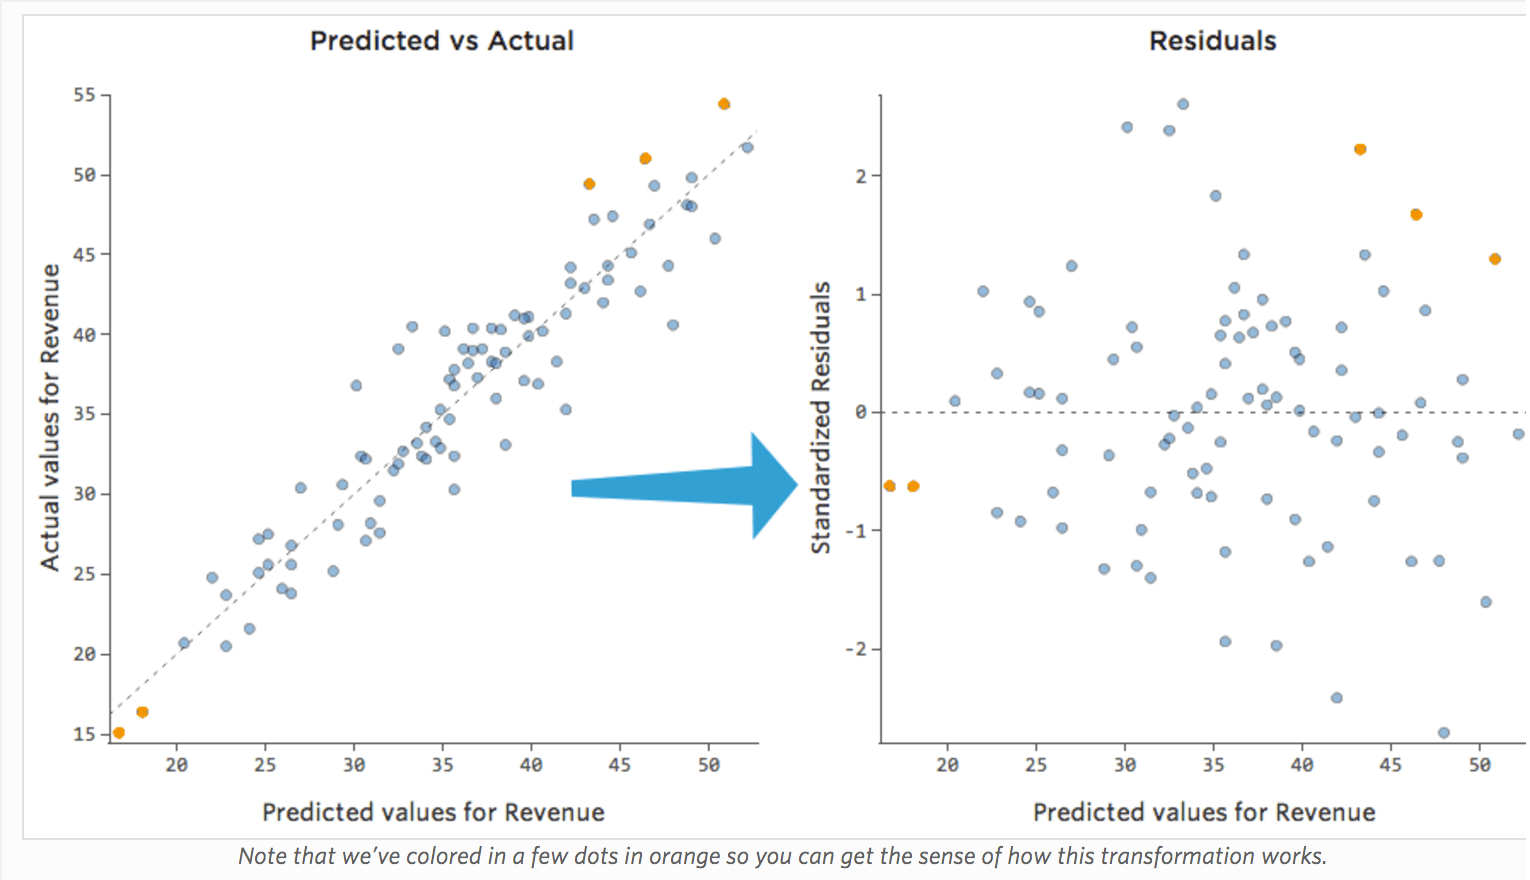 Predicted vs Actual
Actual values for Revenue
55
50
45
40
35
30
25
20
15
20 25 30 35 40 45 50
Predicted values for Revenue
Residuals
Standardized Residuals
2
1
0
-1
-2
20 25 30 35 40 45 50
Predicted values for Revenue
Note that we’ve colored in a few dots in orange so you can get the sense of how this transformation works.